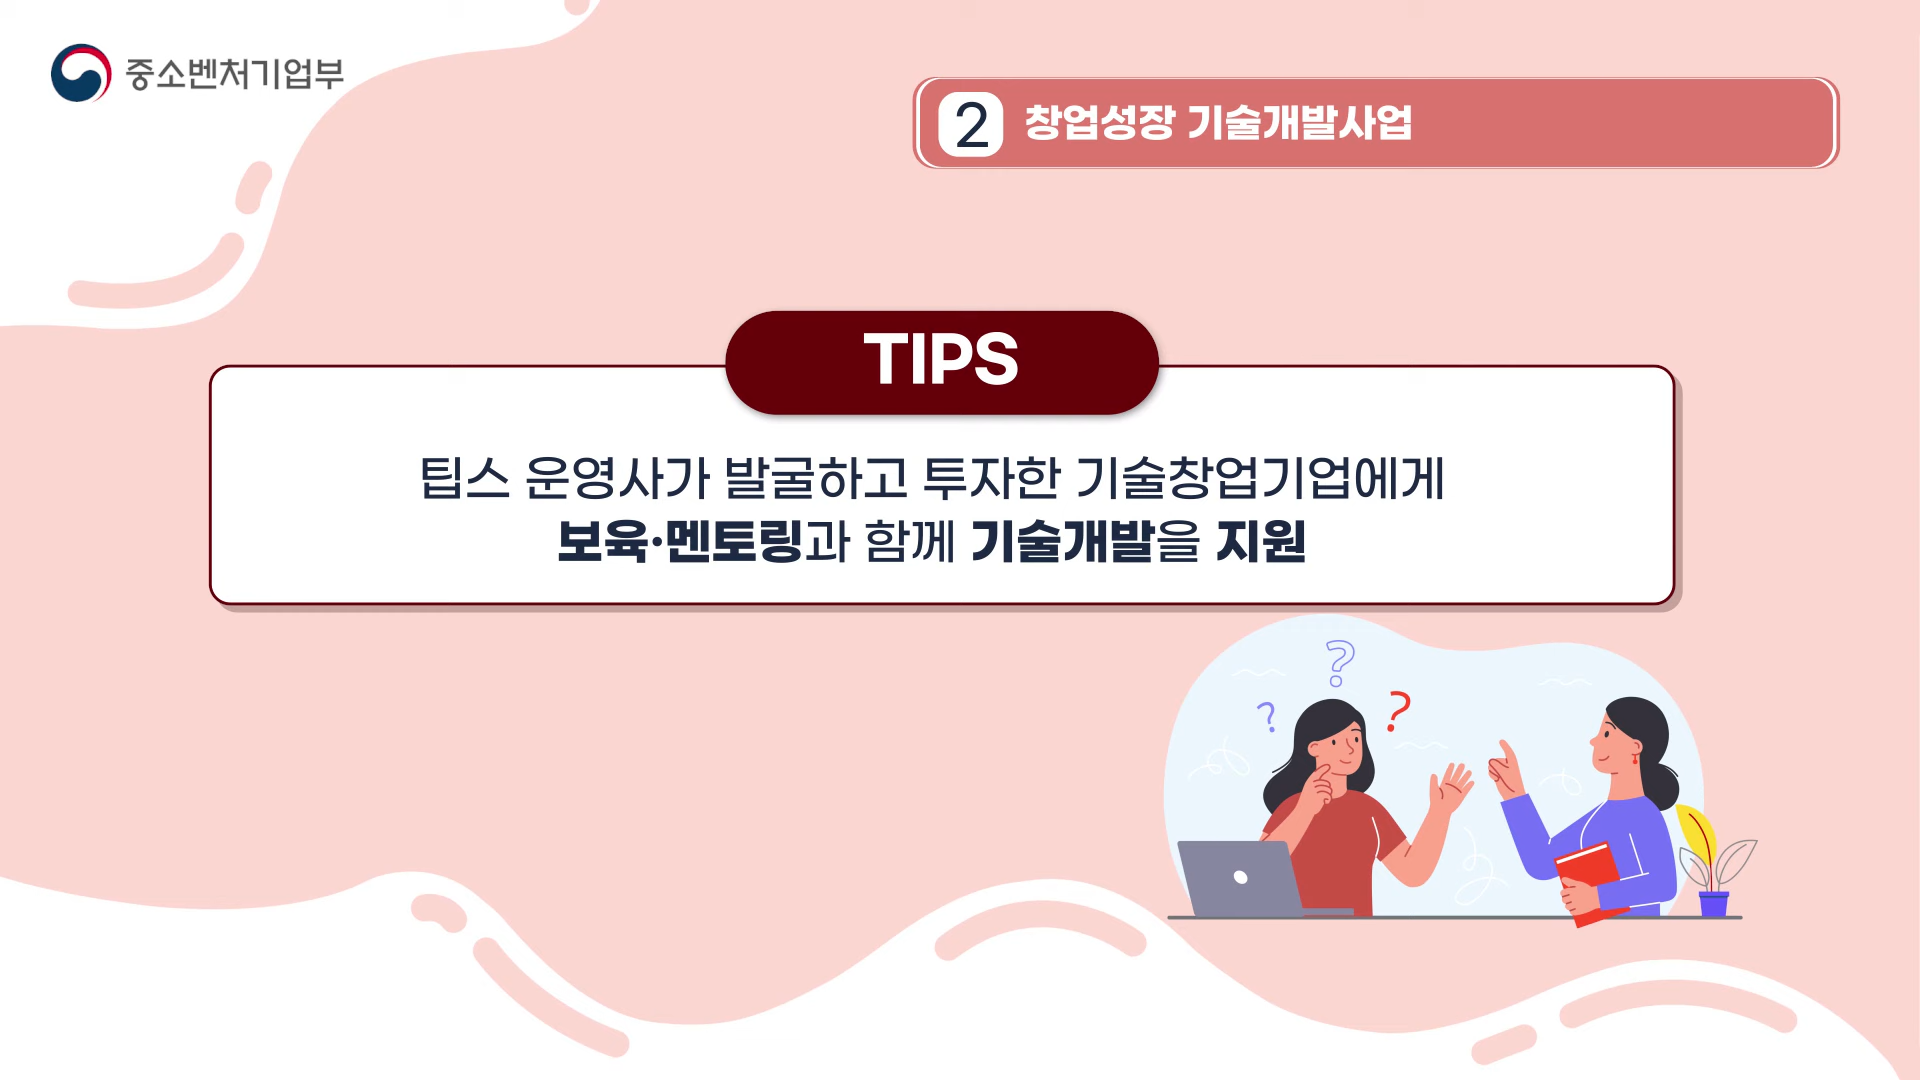 중소벤처기업부
2 창업성장 기술개발사업
TIPS
팁스 운영사가 발굴하고 투자한 기술창업기업에게
보육·멘토링과 함께 기술개발을 지원
?
?
?